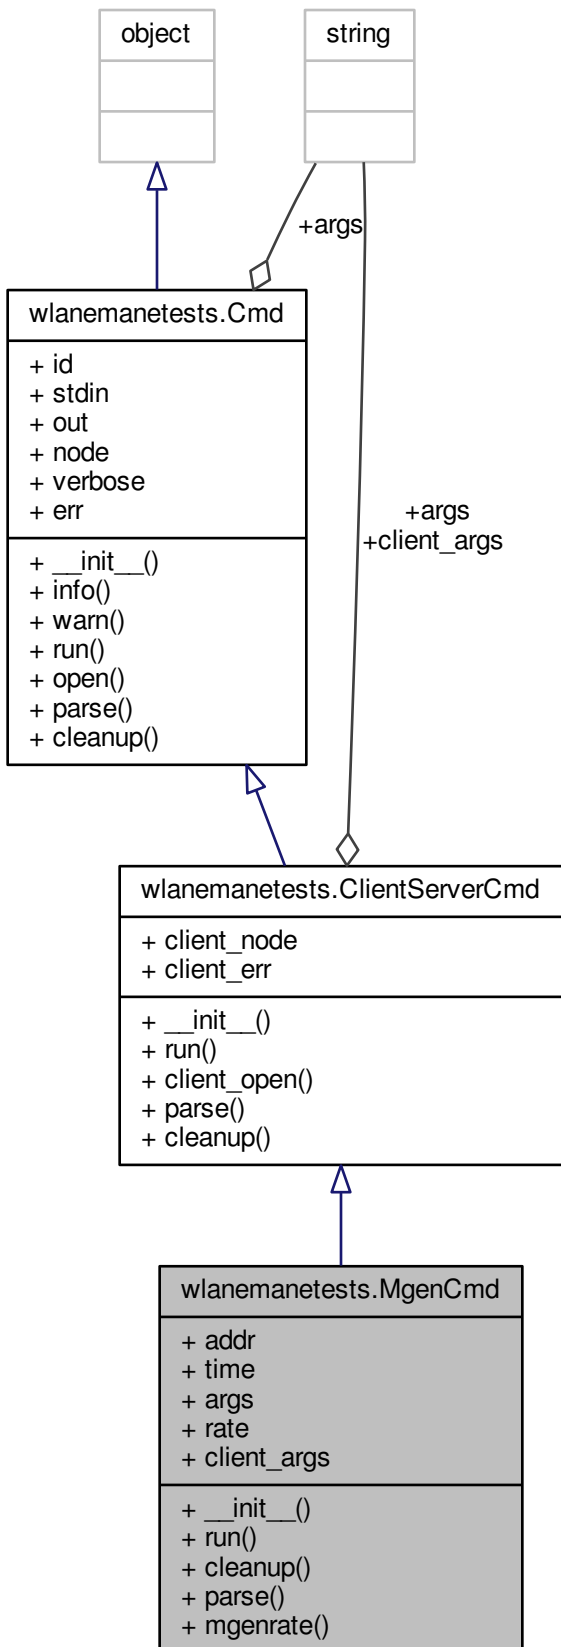 object
string
+args
wlanemanetests.Cmd
+ id
+ stdin
+ out
+ node
+ verbose
+ err
+ __init__()
+ info()
+ warn()
+ run()
+ open()
+ parse()
+ cleanup()
+args
+client_args
wlanemanetests.ClientServerCmd
+ client_node
+ client_err
+ __init__()
+ run()
+ client_open()
+ parse()
+ cleanup()
wlanemanetests.MgenCmd
+ addr
+ time
+ args
+ rate
+ client_args
+ __init__()
+ run()
+ cleanup()
+ parse()
+ mgenrate()